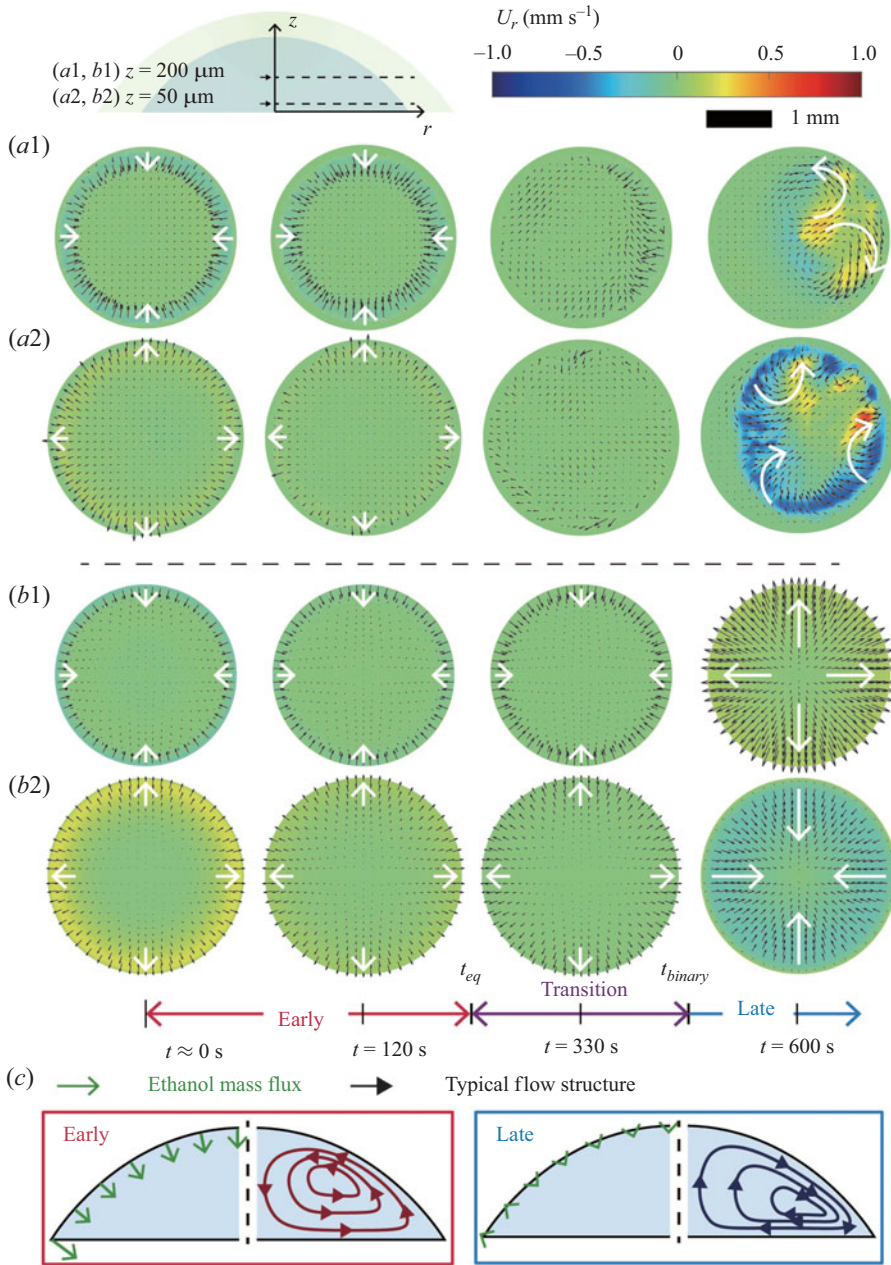 z
U_r (mm s⁻¹)
−1.0 −0.5 0 0.5 1.0
(a1, b1) z = 200 μm
(a2, b2) z = 50 μm
r
1 mm
(a1)
(a2)
(b1)
(b2)
t_eq t_binary
Early Transition Late
t ≈ 0 s t = 120 s t = 330 s t = 600 s
(c) Ethanol mass flux Typical flow structure
Early Late